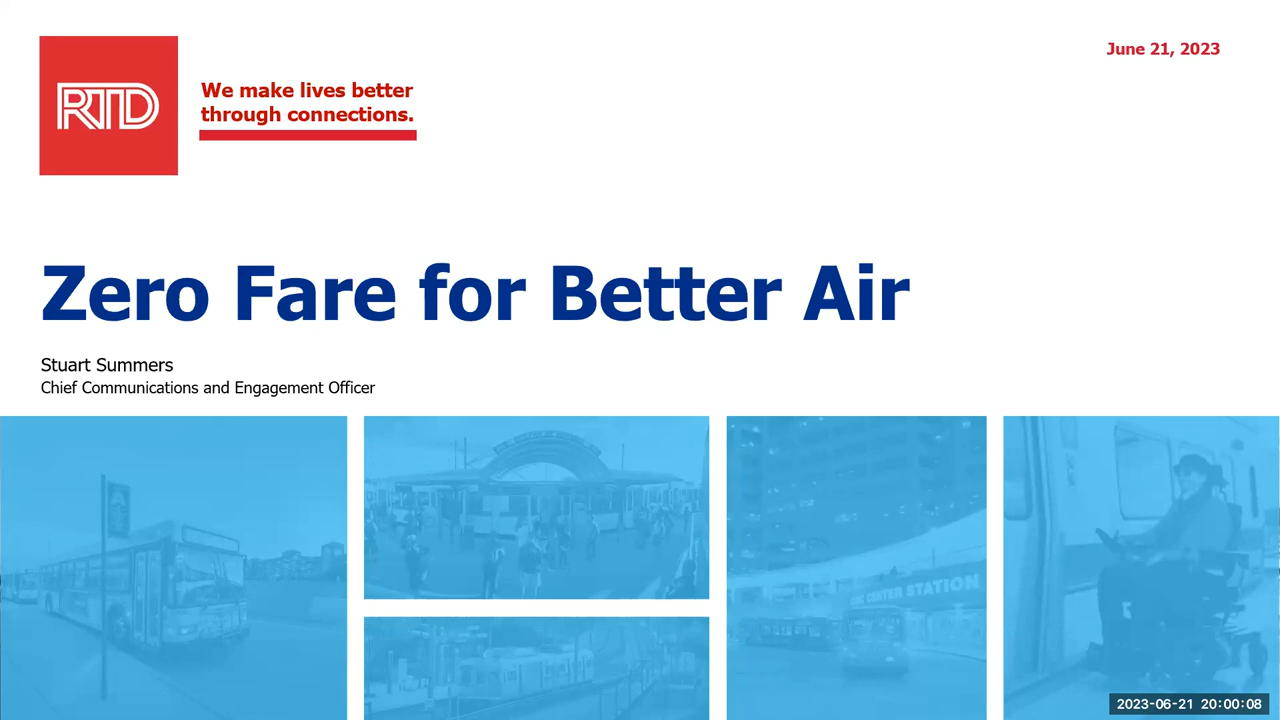 RTD
We make lives better
through connections.
June 21, 2023
Zero Fare for Better Air
Stuart Summers
Chief Communications and Engagement Officer
CENTER STATION
2023-06-21 20:00:08